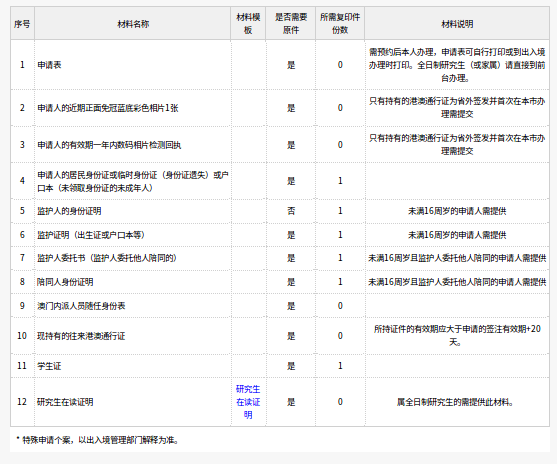 序号 材料名称 材料模板 是否需要原件 所需复印件份数 材料说明
1 申请表 是 0 需预约后本人办理，申请表可自行打印或到出入境办理时打印。全日制研究生（或家属）请直接到前台办理。
2 申请人的近期正面免冠蓝底彩色相片1张 是 0 只有持有的港澳通行证为省外签发并首次在本市办理需提交
3 申请人的有效期一年内数码相片检测回执 是 0 只有持有的港澳通行证为省外签发并首次在本市办理需提交
4 申请人的居民身份证或临时身份证（身份证遗失）或户口本（未领取身份证的未成年人） 是 1
5 监护人的身份证明 否 1 未满16周岁的申请人需提供
6 监护证明（出生证或户口本等） 是 1 未满16周岁的申请人需提供
7 监护人委托书（监护人委托他人陪同的） 是 1 未满16周岁且监护人委托他人陪同的申请人需提供
8 陪同人身份证明 是 1 未满16周岁且监护人委托他人陪同的申请人需提供
9 澳门内派人员随任身份表 是 0
10 现持有的往来港澳通行证 是 0 所持证件的有效期应大于申请的签注有效期+20天。
11 学生证 是 1
12 研究生在读证明 研究生在读证明 是 0 属全日制研究生的需提供此材料。
* 特殊申请个案，以出入境管理部门解释为准。